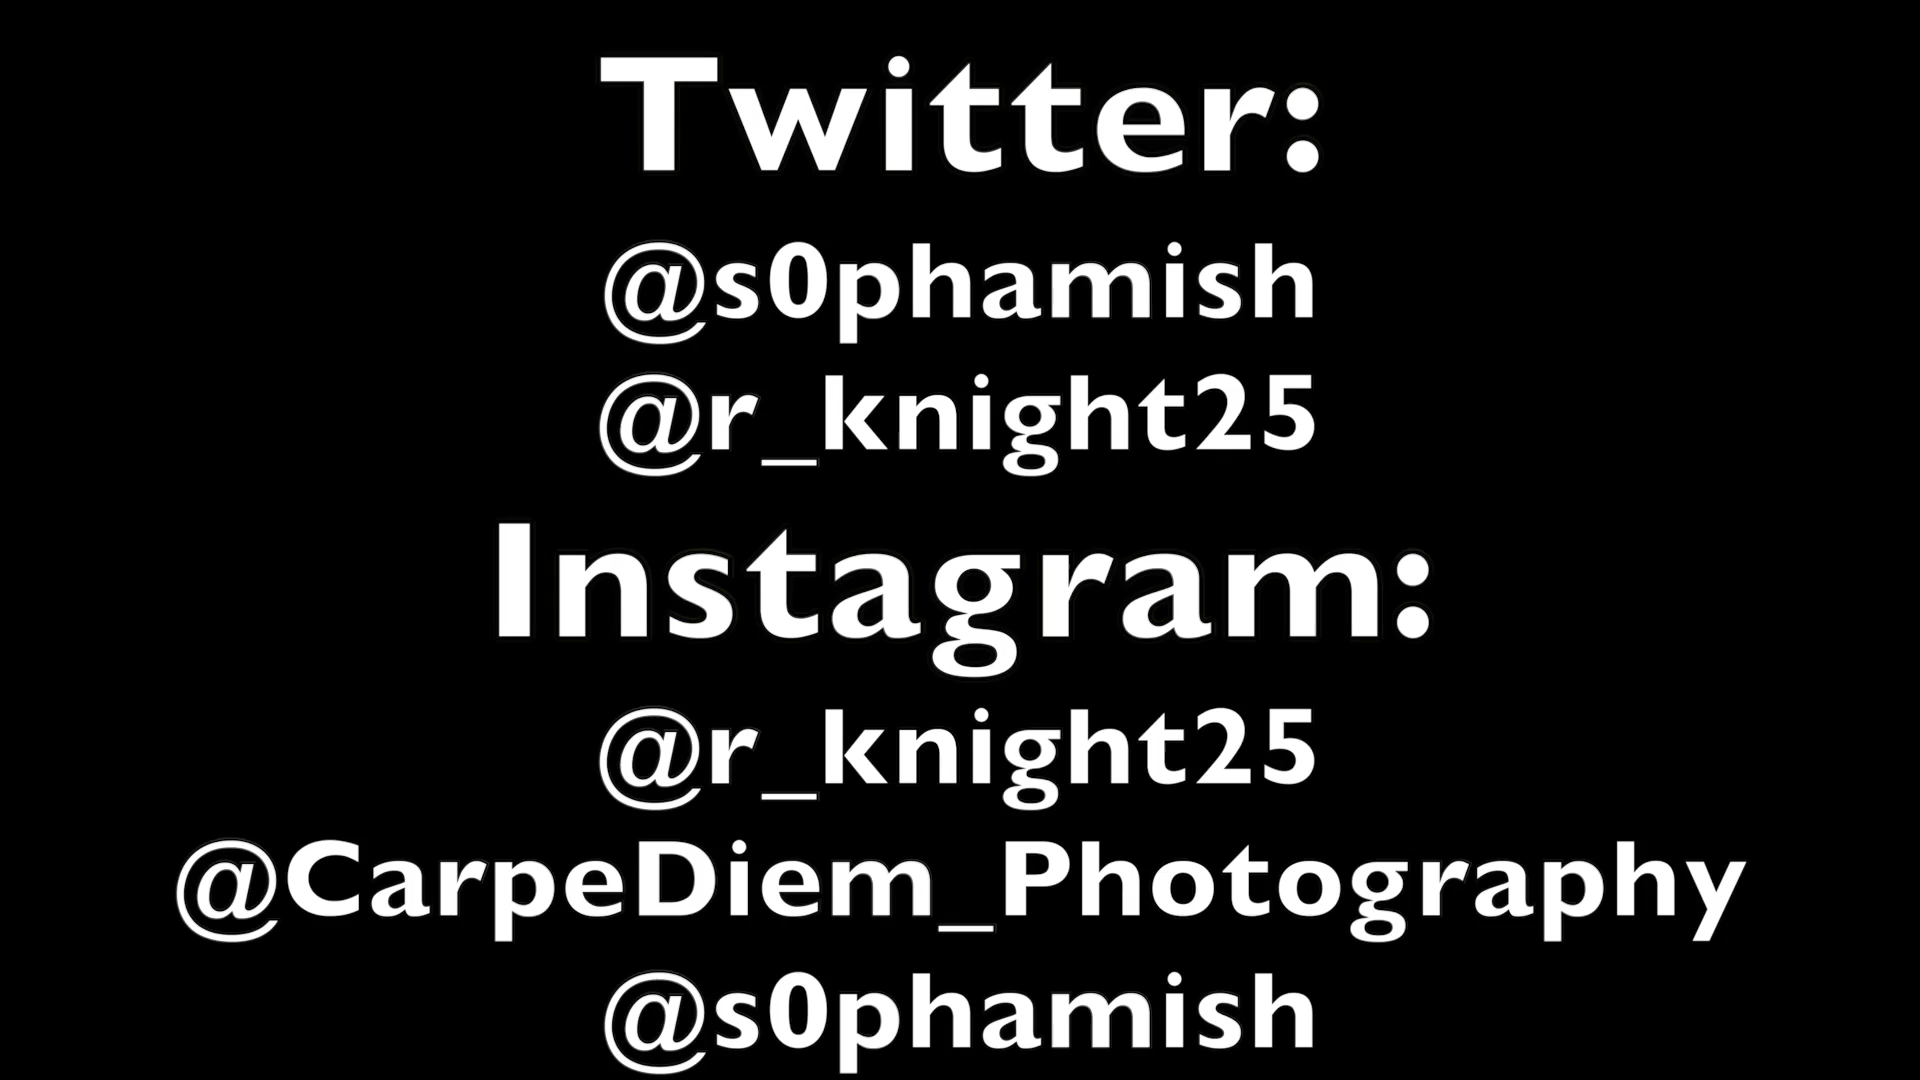 Twitter:
@s0phamish
@r_knight25
Instagram:
@r_knight25
@CarpeDiem_Photography
@s0phamish